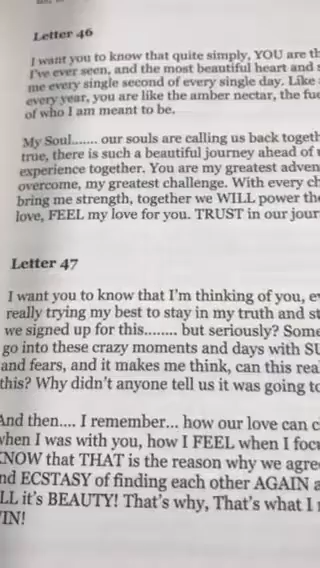 Letter 46
I want you to know that quite simply, YOU are th
I've ever seen, and the most beautiful heart and s
me every single second of every single day. Like
every year, you are like the amber nectar, the fue
of who I am meant to be.
My Soul....... our souls are calling us back togeth
true, there is such a beautiful journey ahead of u
experience together. You are my greatest adven
overcome, my greatest challenge. With every ch
bring me strength, together we WILL power the
love, FEEL my love for you. TRUST in our jour
Letter 47
I want you to know that I'm thinking of you, ev
really trying my best to stay in my truth and st
we signed up for this........ but seriously? Some
go into these crazy moments and days with SU
and fears, and it makes me think, can this real
this? Why didn't anyone tell us it was going to
And then.... I remember... how our love can c
when I was with you, how I FEEL when I focu
KNOW that THAT is the reason why we agre
nd ECSTASY of finding each other AGAIN a
LL it's BEAUTY! That's why, That's what I
IN!